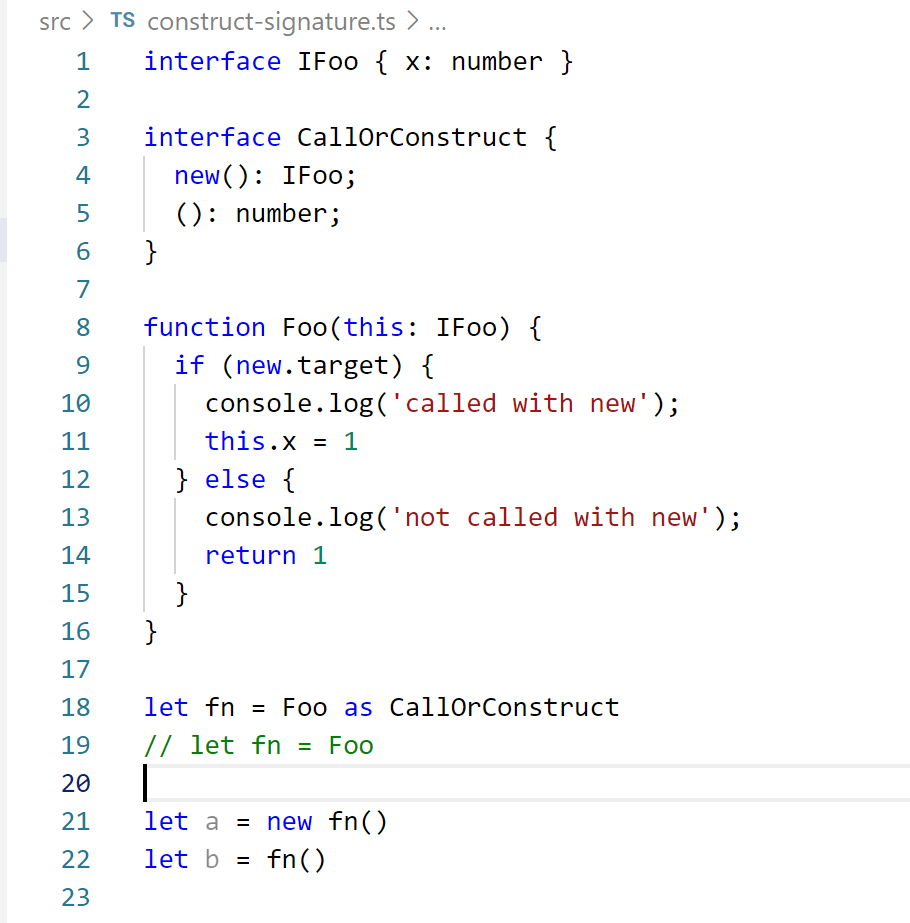 src > TS construct-signature.ts > ...
1 interface IFoo { x: number }
2
3 interface CallOrConstruct {
4   new(): IFoo;
5   (): number;
6 }
7
8 function Foo(this: IFoo) {
9   if (new.target) {
10     console.log('called with new');
11     this.x = 1
12   } else {
13     console.log('not called with new');
14     return 1
15   }
16 }
17
18 let fn = Foo as CallOrConstruct
19 // let fn = Foo
20
21 let a = new fn()
22 let b = fn()
23